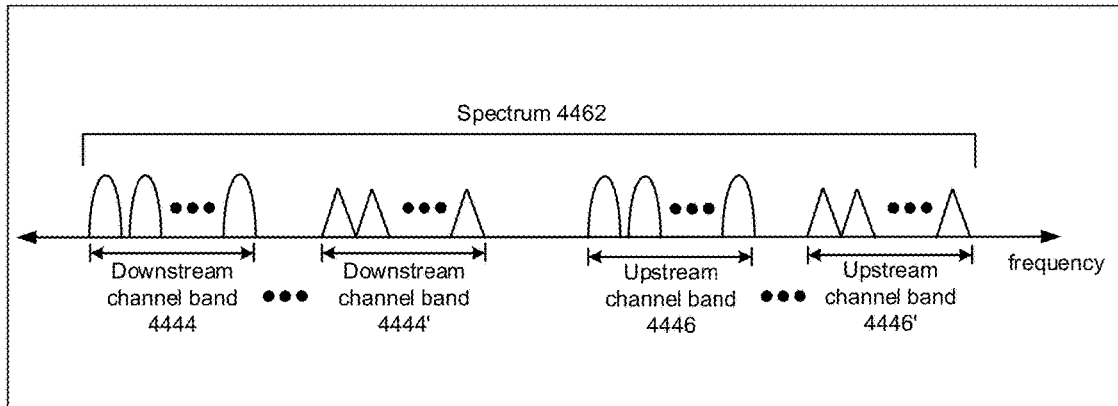 Spectrum 4462
frequency
Downstream
channel band
4444
Downstream
channel band
4444'
Upstream
channel band
4446
Upstream
channel band
4446'